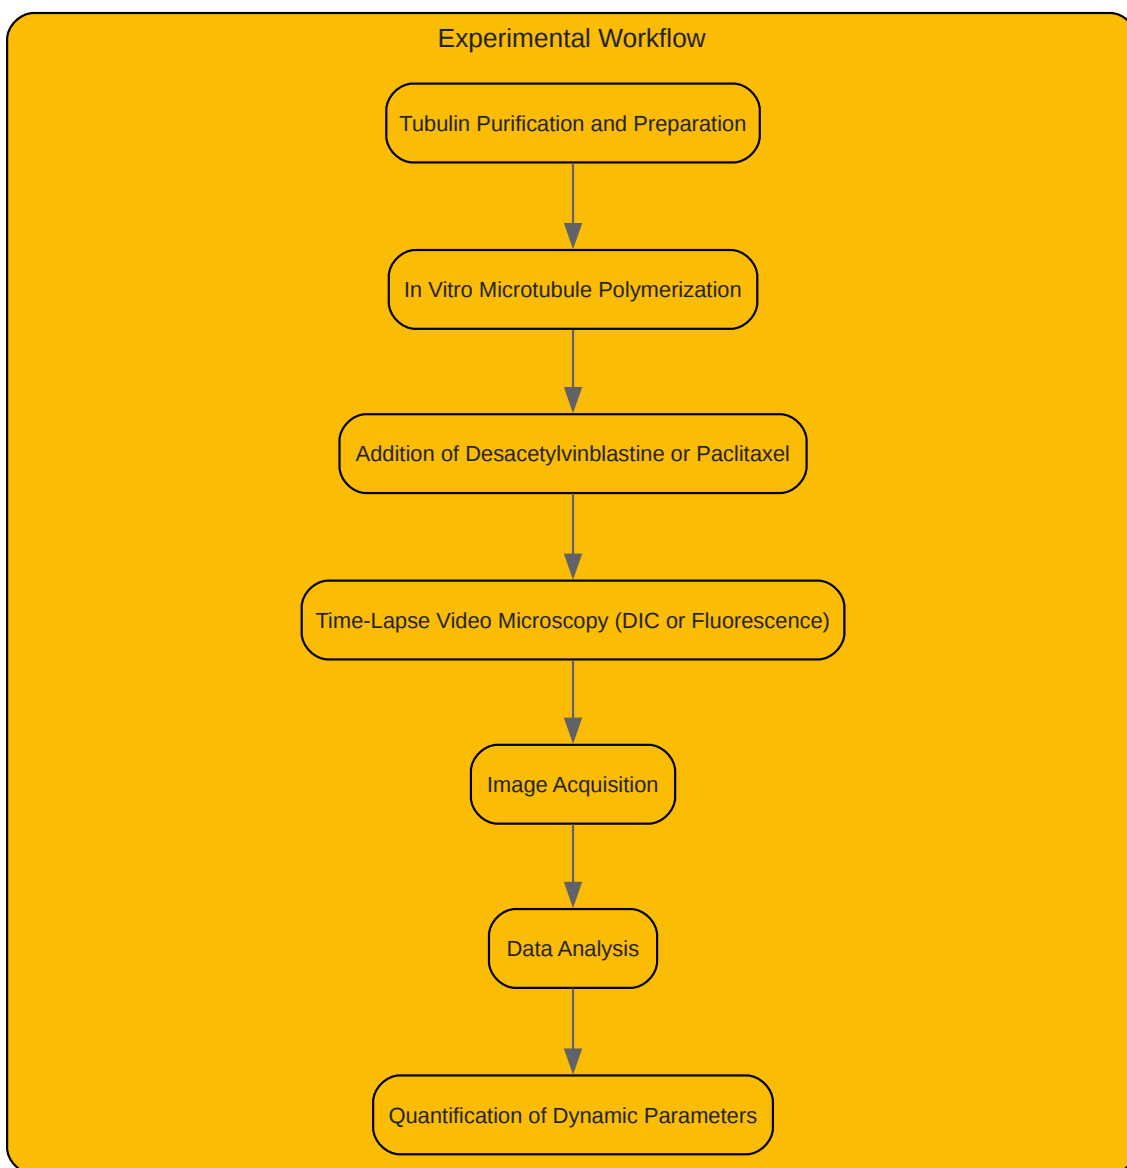 Experimental Workflow
Tubulin Purification and Preparation
In Vitro Microtubule Polymerization
Addition of Desacetylvinblastine or Paclitaxel
Time-Lapse Video Microscopy (DIC or Fluorescence)
Image Acquisition
Data Analysis
Quantification of Dynamic Parameters